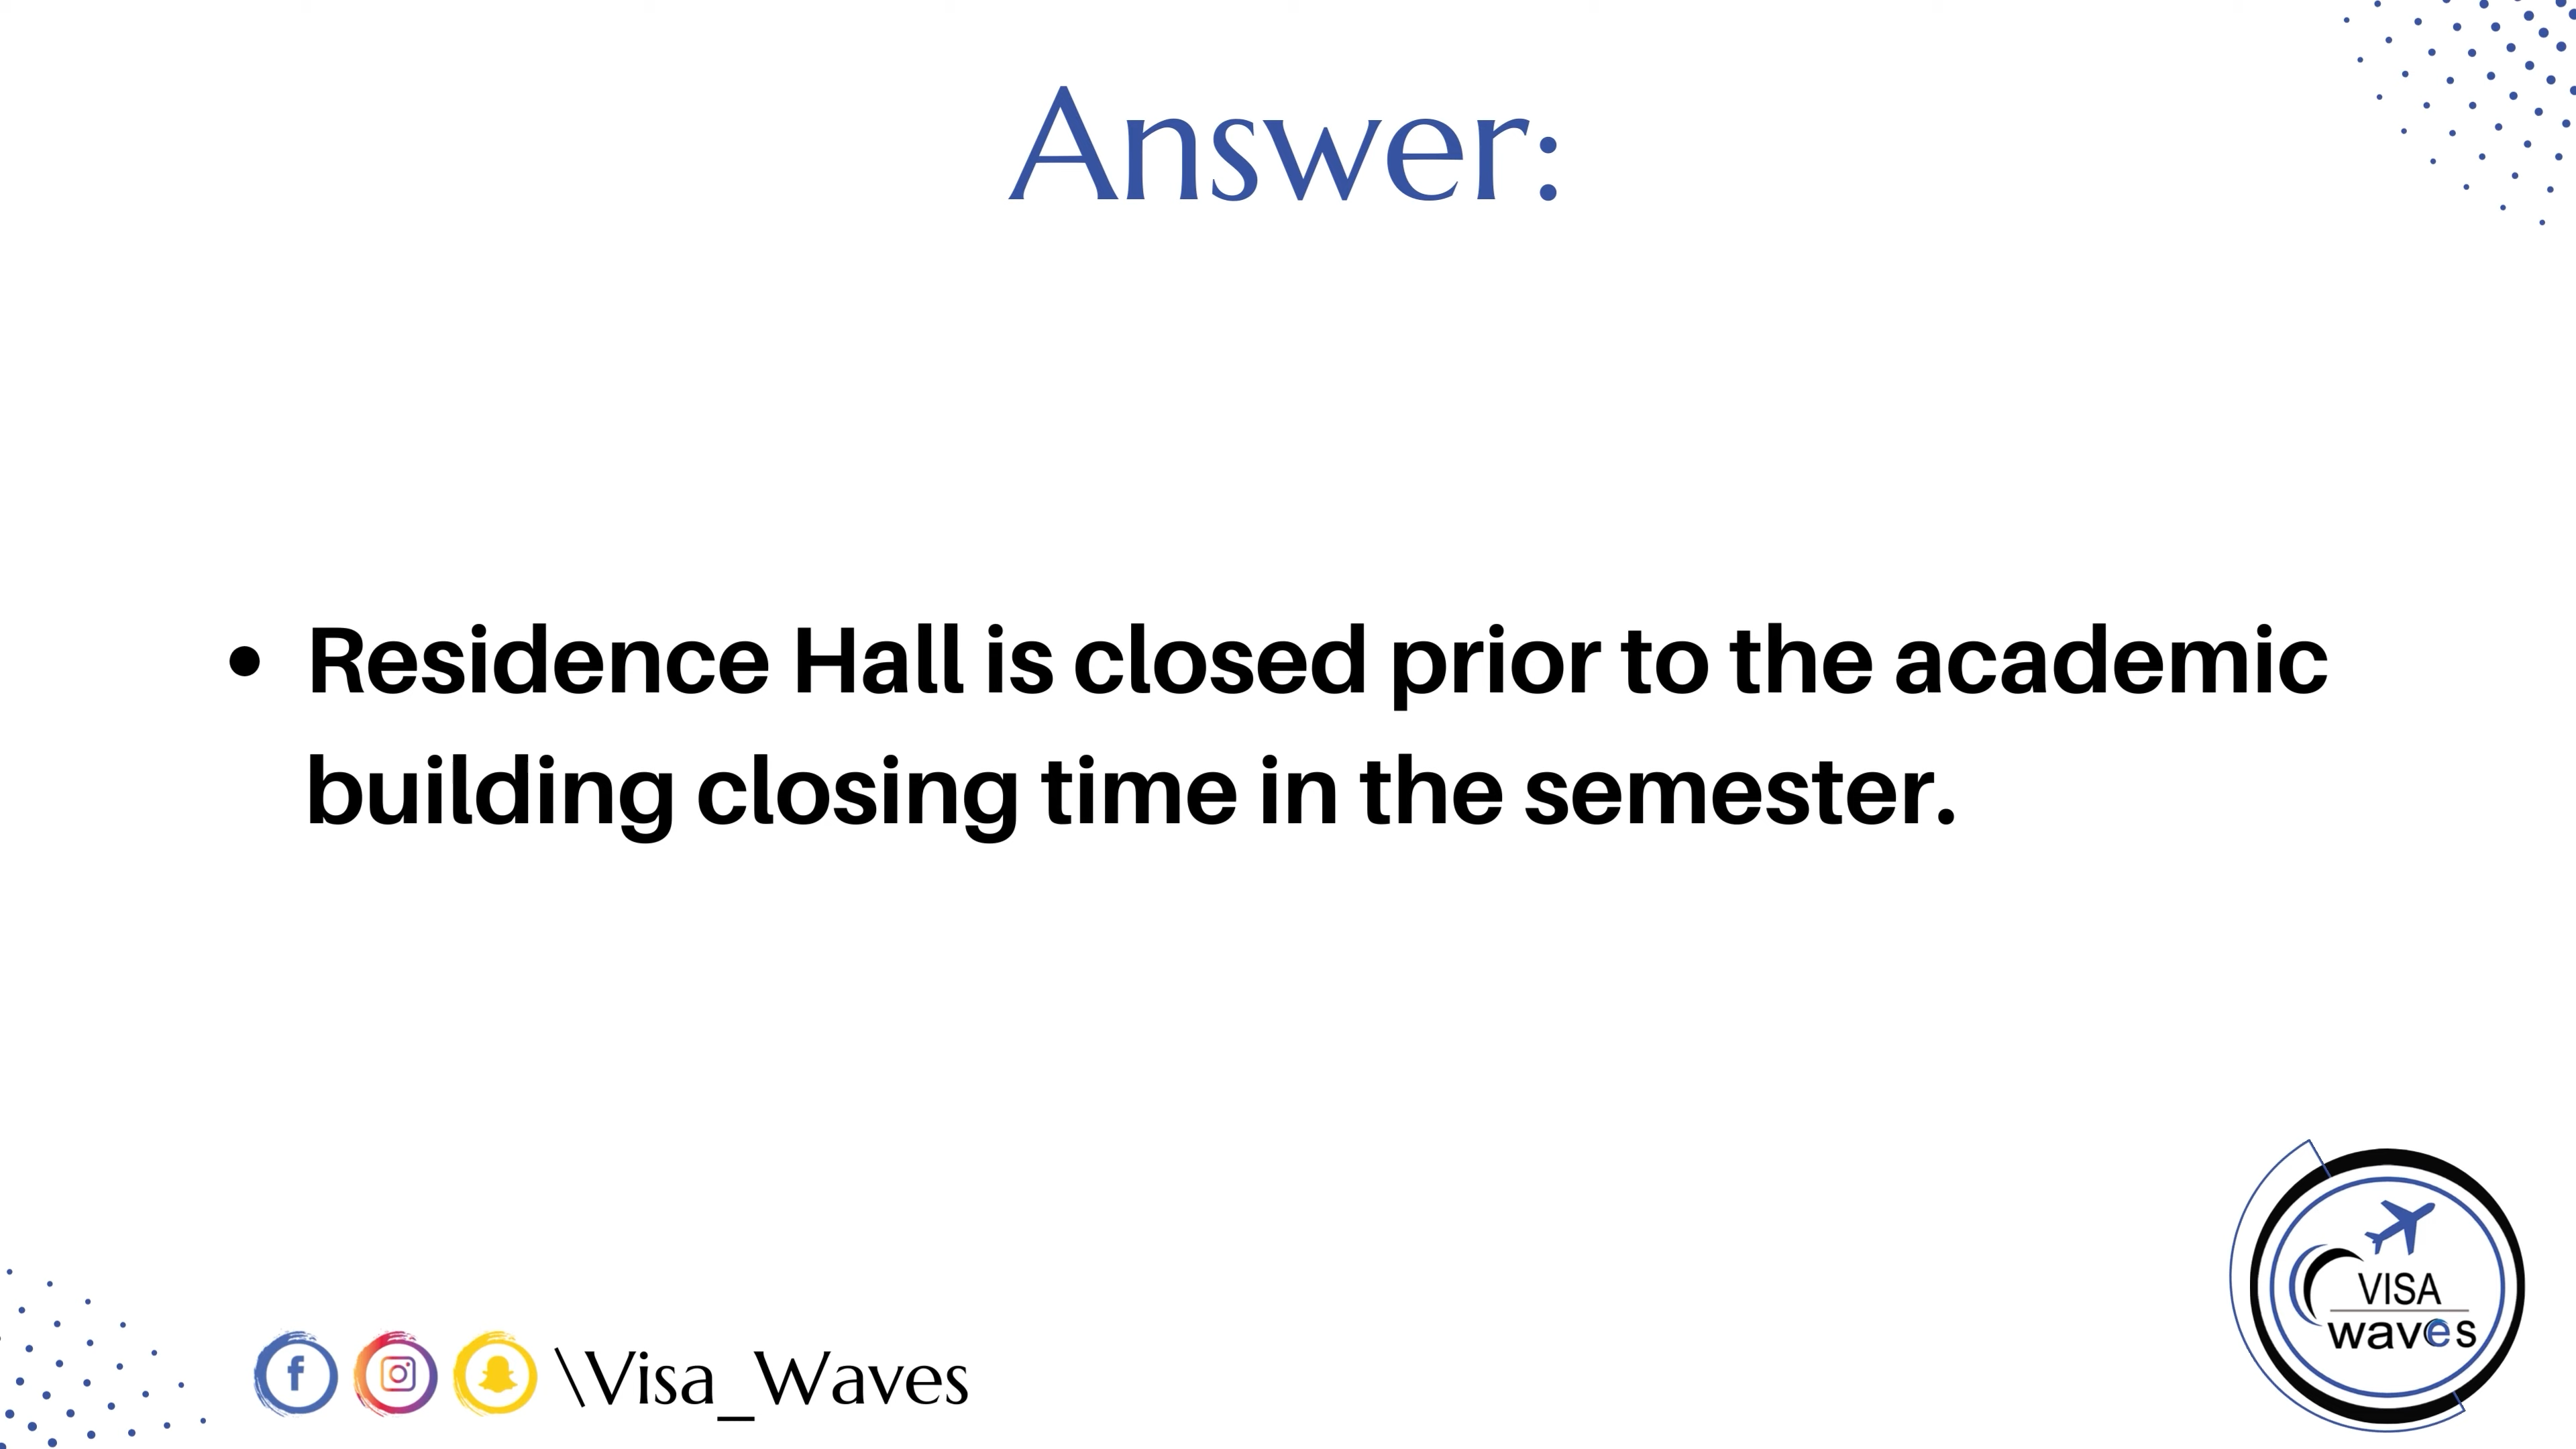 Answer:
• Residence Hall is closed prior to the academic
building closing time in the semester.
VISA
waves
\Visa_Waves